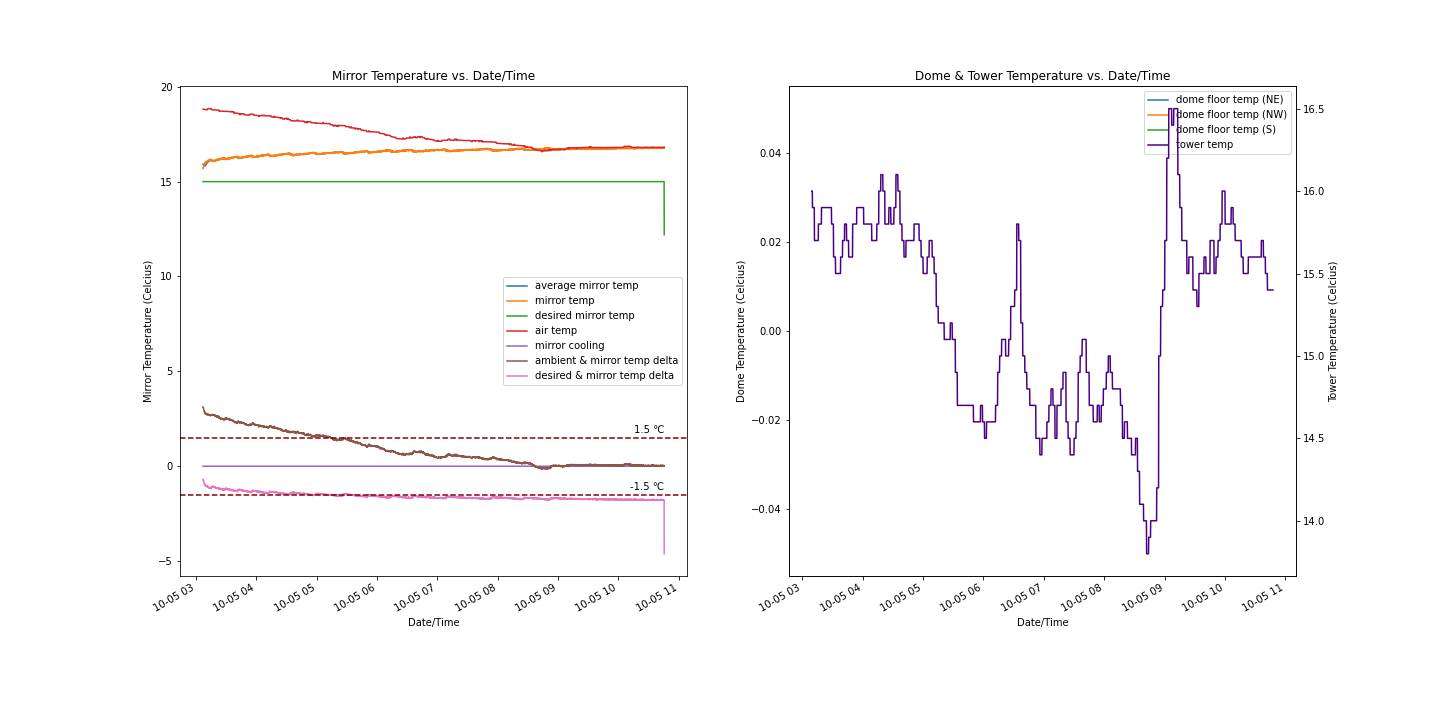 Mirror Temperature vs. Date/Time
Mirror Temperature (Celcius)
20
15
10
5
0
−5
average mirror temp
mirror temp
desired mirror temp
air temp
mirror cooling
ambient & mirror temp delta
desired & mirror temp delta
1.5 °C
-1.5 °C
10-05 03
10-05 04
10-05 05
10-05 06
10-05 07
10-05 08
10-05 09
10-05 10
10-05 11
Date/Time
Dome & Tower Temperature vs. Date/Time
Dome Temperature (Celcius)
0.04
0.02
0.00
−0.02
−0.04
dome floor temp (NE)
dome floor temp (NW)
dome floor temp (S)
tower temp
16.5
16.0
15.5
15.0
14.5
14.0
Tower Temperature (Celcius)
10-05 03
10-05 04
10-05 05
10-05 06
10-05 07
10-05 08
10-05 09
10-05 10
10-05 11
Date/Time